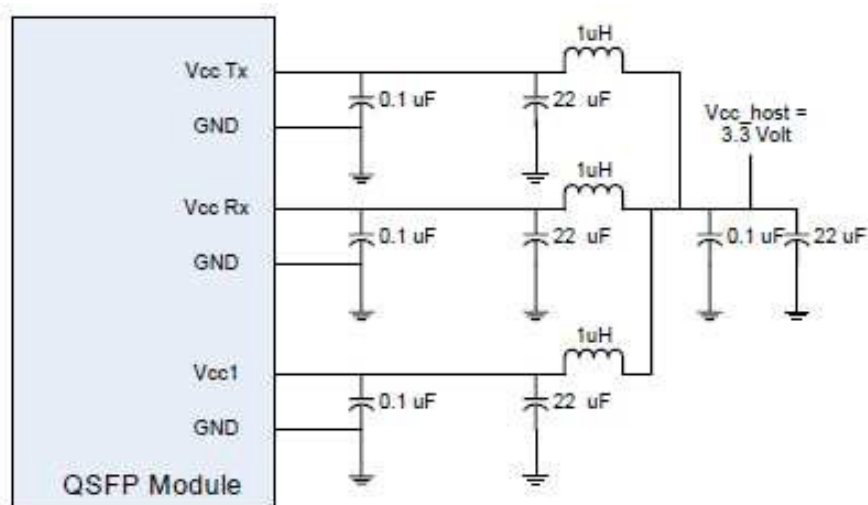 1uH
Vcc Tx
0.1 uF
22 uF
GND
Vcc_host =
3.3 Volt
1uH
Vcc Rx
0.1 uF
22 uF
0.1 uF
22 uF
GND
1uH
Vcc1
0.1 uF
22 uF
GND
QSFP Module